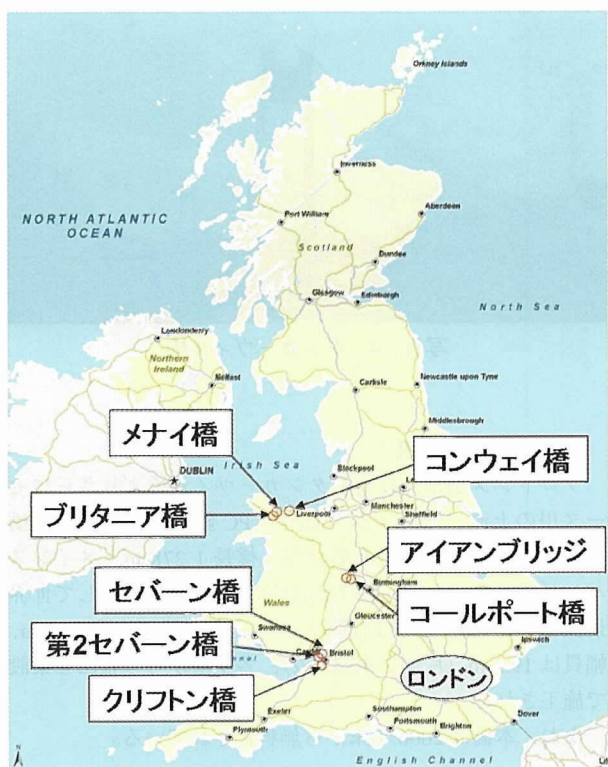 Orkney Islands
Inverness
NORTH ATLANTIC
OCEAN
Port William
Aberdeen
Scotland
Dundee
Glasgow
Edinburgh
North Sea
Londonderry
Northern
Ireland
Belfast
Carlisle
Newcastle upon Tyne
Middlesbrough
メナイ橋
Irish Sea
コンウェイ橋
DUBLIN
Blackpool
ブリタニア橋
Liverpool
Manchester
Sheffield
アイアンブリッジ
Birmingham
セバーン橋
Wales
コールポート橋
Gloucester
Swansea
第2セバーン橋
Bristol
Ipswich
ロンドン
クリフトン橋
Exeter
Southampton
Dover
Plymouth
Portsmouth
Brighton
English Channel
N